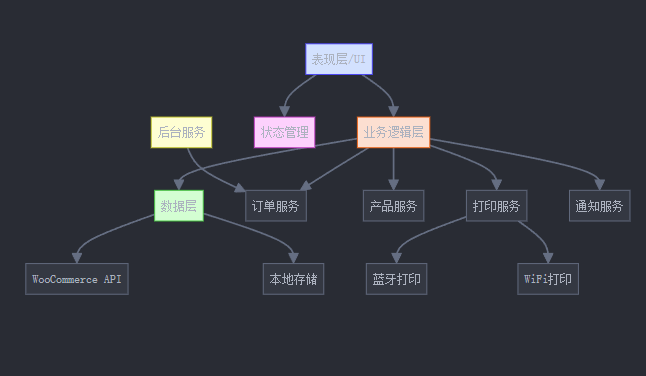 表现层/UI
后台服务
状态管理
业务逻辑层
数据层
订单服务
产品服务
打印服务
通知服务
WooCommerce API
本地存储
蓝牙打印
WiFi打印